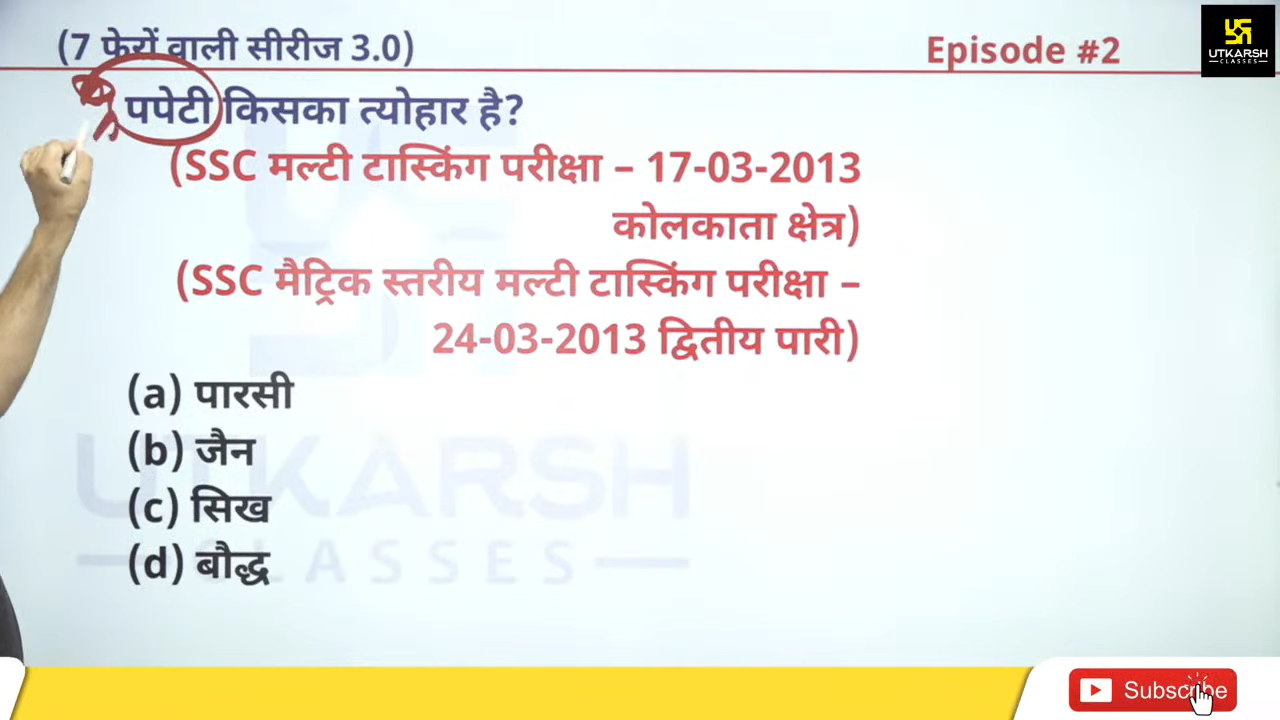 (7 फेरों वाली सीरीज 3.0)
Episode #2
UTKARSH
CLASSES
पपेटी किसका त्योहार है?
(SSC मल्टी टास्किंग परीक्षा – 17-03-2013
कोलकाता क्षेत्र)
(SSC मैट्रिक स्तरीय मल्टी टास्किंग परीक्षा –
24-03-2013 द्वितीय पारी)
(a) पारसी
(b) जैन
(c) सिख
(d) बौद्ध
UTKARSH
CLASSES
Subscribe